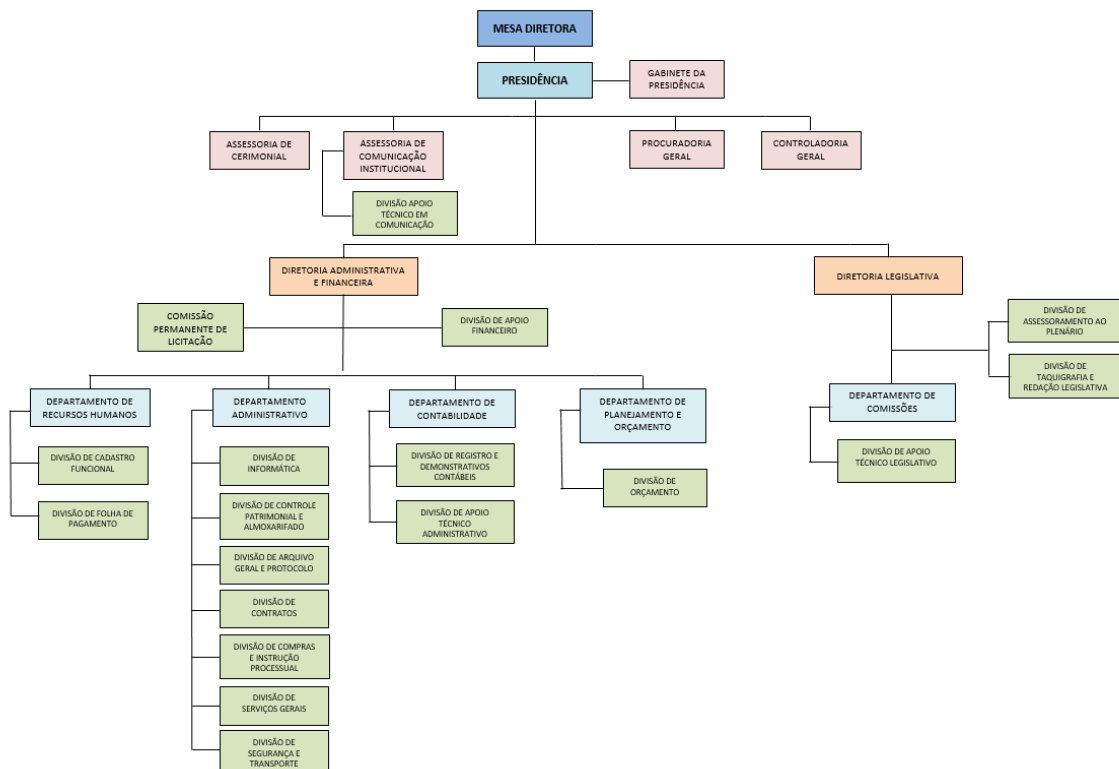 MESA DIRETORA
PRESIDÊNCIA
GABINETE DA
PRESIDÊNCIA
ASSESSORIA DE
CERIMONIAL
ASSESSORIA DE
COMUNICAÇÃO
INSTITUCIONAL
PROCURADORIA
GERAL
CONTROLADORIA
GERAL
DIVISÃO APOIO
TÉCNICO EM
COMUNICAÇÃO
DIRETORIA ADMINISTRATIVA
E FINANCEIRA
DIRETORIA LEGISLATIVA
COMISSÃO
PERMANENTE DE
LICITAÇÃO
DIVISÃO DE APOIO
FINANCEIRO
DIVISÃO DE
ASSESSORAMENTO AO
PLENÁRIO
DIVISÃO DE
TAQUIGRAFIA E
REDAÇÃO LEGISLATIVA
DEPARTAMENTO DE
RECURSOS HUMANOS
DEPARTAMENTO
ADMINISTRATIVO
DEPARTAMENTO DE
CONTABILIDADE
DEPARTAMENTO DE
PLANEJAMENTO E
ORÇAMENTO
DEPARTAMENTO DE
COMISSÕES
DIVISÃO DE CADASTRO
FUNCIONAL
DIVISÃO DE
INFORMÁTICA
DIVISÃO DE REGISTRO E
DEMONSTRATIVOS
CONTÁBEIS
DIVISÃO DE
ORÇAMENTO
DIVISÃO DE APOIO
TÉCNICO LEGISLATIVO
DIVISÃO DE FOLHA DE
PAGAMENTO
DIVISÃO DE CONTROLE
PATRIMONIAL E
ALMOXARIFADO
DIVISÃO DE APOIO
TÉCNICO
ADMINISTRATIVO
DIVISÃO DE ARQUIVO
GERAL E PROTOCOLO
DIVISÃO DE
CONTRATOS
DIVISÃO DE COMPRAS
E INSTRUÇÃO
PROCESSUAL
DIVISÃO DE
SERVIÇOS GERAIS
DIVISÃO DE
SEGURANÇA E
TRANSPORTE